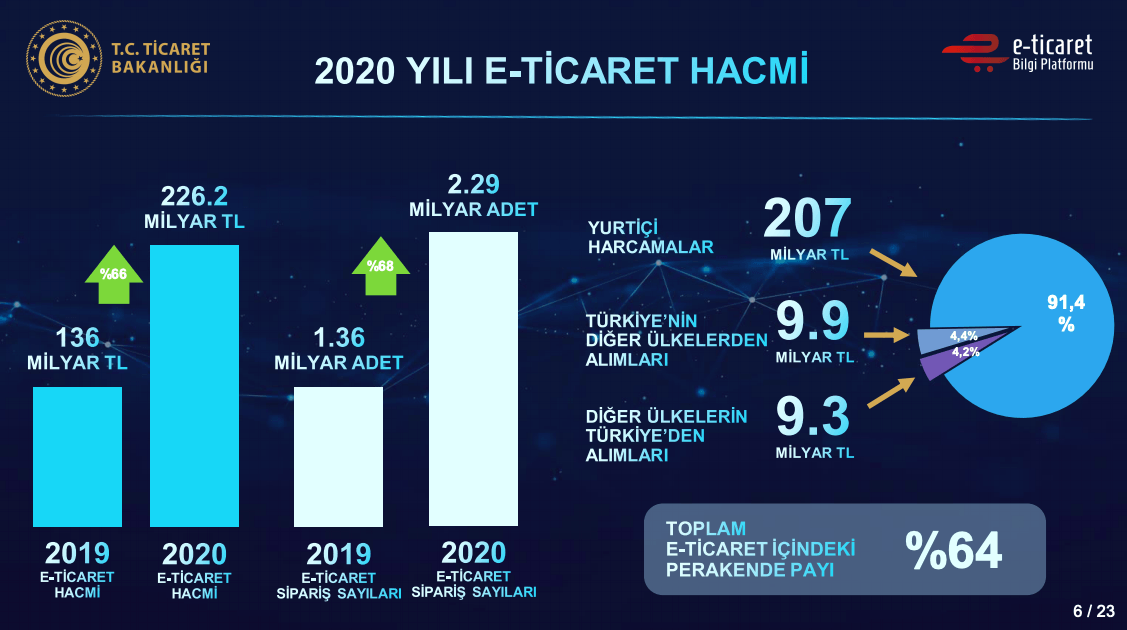 T.C. TİCARET
BAKANLIĞI
2020 YILI E-TİCARET HACMİ
e-ticaret
Bilgi Platformu
226.2
MİLYAR TL
%66
136
MİLYAR TL
2019
E-TİCARET
HACMİ
2020
E-TİCARET
HACMİ
2.29
MİLYAR ADET
%68
1.36
MİLYAR ADET
2019
E-TİCARET
SİPARİŞ SAYILARI
2020
E-TİCARET
SİPARİŞ SAYILARI
YURTİÇİ
HARCAMALAR
207
MİLYAR TL
TÜRKİYE’NİN
DİĞER ÜLKELERDEN
ALIMLARI
9.9
MİLYAR TL
DİĞER ÜLKELERİN
TÜRKİYE’DEN
ALIMLARI
9.3
MİLYAR TL
91,4
%
4,4%
4,2%
TOPLAM
E-TİCARET İÇİNDEKİ
PERAKENDE PAYI
%64
6 / 23